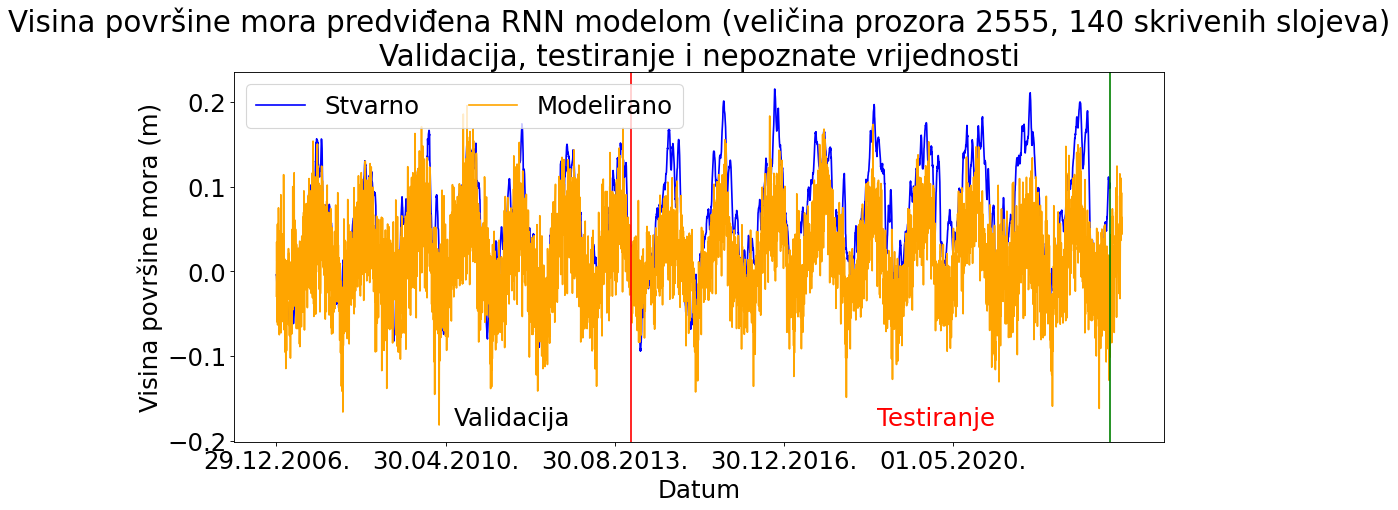 Visina površine mora predviđena RNN modelom (veličina prozora 2555, 140 skrivenih slojeva)
Validacija, testiranje i nepoznate vrijednosti
Stvarno
Modelirano
Visina površine mora (m)
0.2
0.1
0.0
−0.1
−0.2
Validacija
Testiranje
29.12.2006.
30.04.2010.
30.08.2013.
30.12.2016.
01.05.2020.
Datum